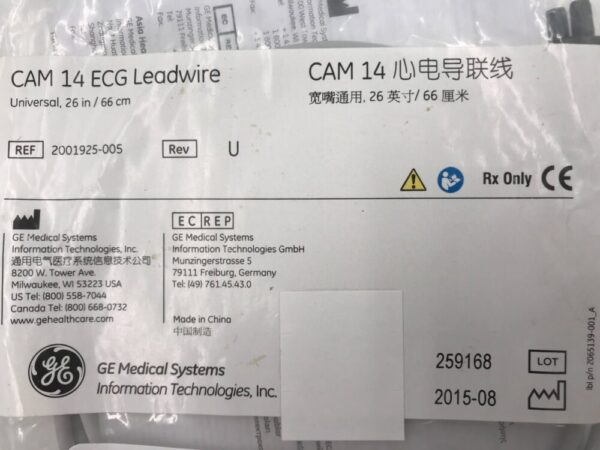 CAM 14 ECG Leadwire
Universal, 26 in / 66 cm
CAM 14 心电导联线
宽嘴通用, 26 英寸/ 66 厘米
REF 2001925-005 Rev U
Rx Only CE
GE Medical Systems
Information Technologies, Inc.
通用电气医疗系统信息技术公司
8200 W. Tower Ave.
Milwaukee, WI 53223 USA
US Tel: (800) 558-7044
Canada Tel: (800) 668-0732
www.gehealthcare.com
EC REP
GE Medical Systems
Information Technologies GmbH
Munzingerstrasse 5
79111 Freiburg, Germany
Tel: (49) 761.45.43.0
Made in China
中国制造
GE
GE Medical Systems
Information Technologies, Inc.
259168 LOT
2015-08
lbl p/n 2065139-001_A